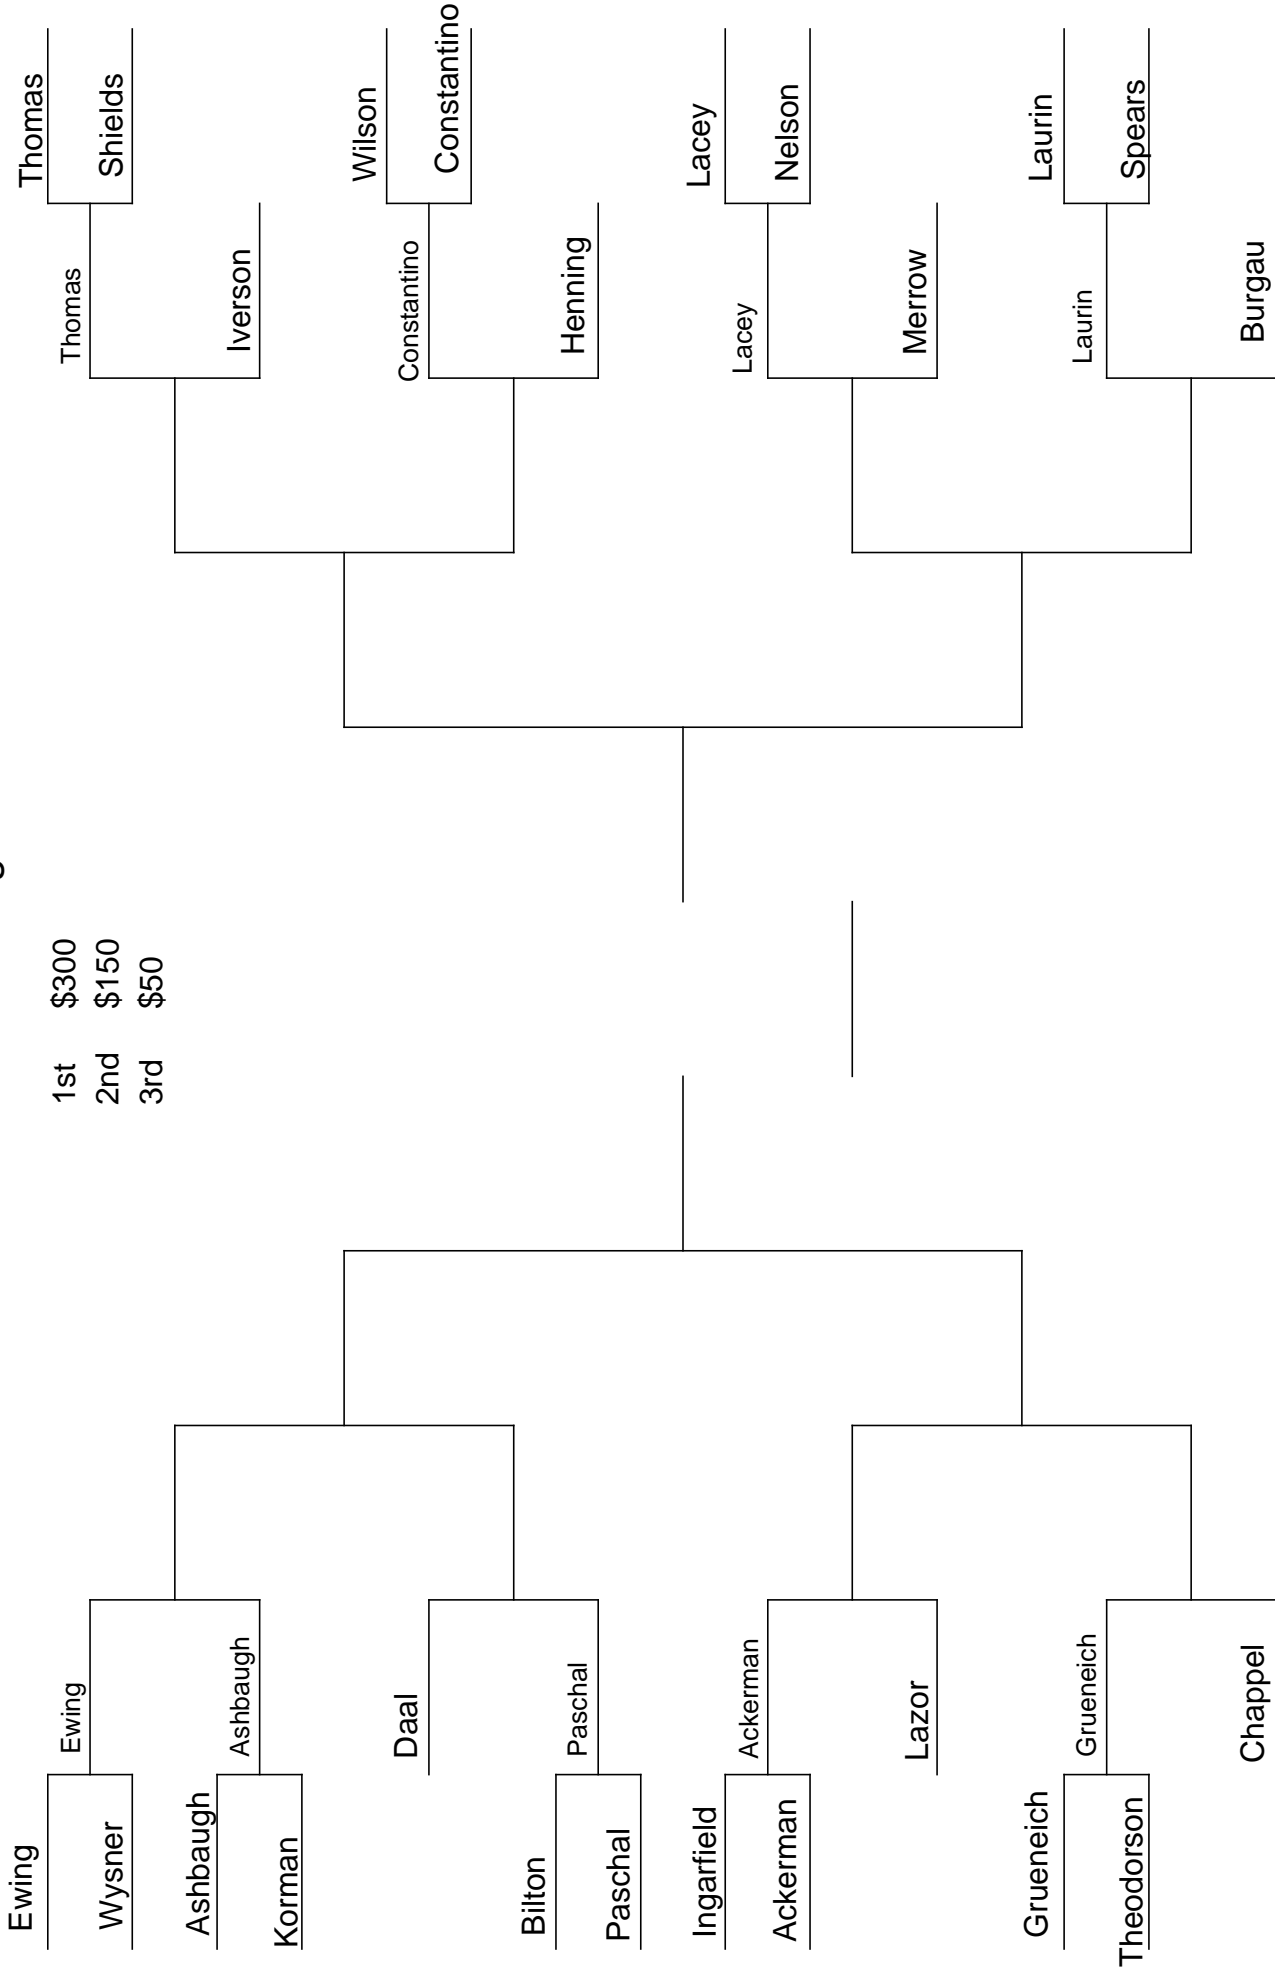 Ewing
Wysner
Ashbaugh
Korman
Bilton
Paschal
Ingarfield
Ackerman
Grueneich
Theodorson
Ewing
Ashbaugh
Daal
Paschal
Ackerman
Lazor
Grueneich
Chappel
1st $300
2nd $150
3rd $50
Thomas
Iverson
Constantino
Henning
Lacey
Merrow
Laurin
Burgau
Thomas
Shields
Wilson
Constantino
Lacey
Nelson
Laurin
Spears